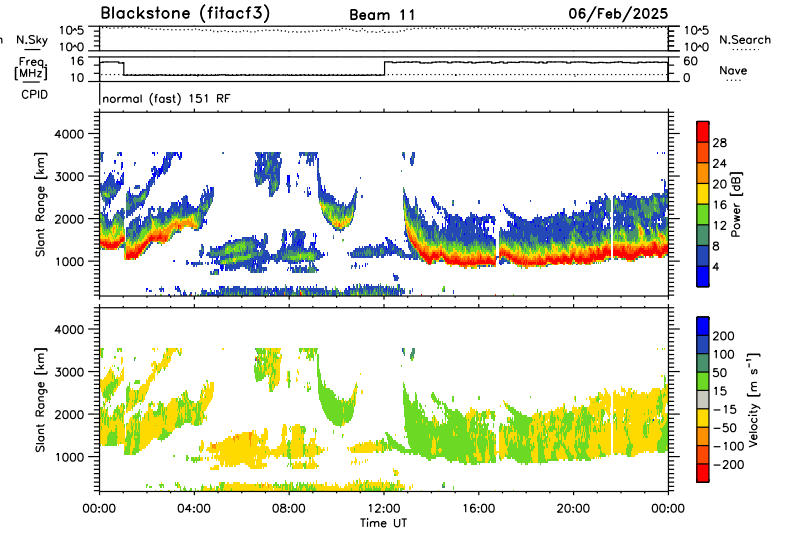 Blackstone (fitacf3) Beam 11 06/Feb/2025
N.Sky 10^5 10^5 N.Search
10^0 10^0
Freq. 16 60
[MHz] 10 0 Nave
CPID normal (fast) 151 RF
Slant Range [km]
4000
3000
2000
1000
28
24
20
16
12
8
4
Power [dB]
Slant Range [km]
4000
3000
2000
1000
200
100
50
15
-15
-50
-100
-200
Velocity [m s⁻¹]
00:00 04:00 08:00 12:00 16:00 20:00 00:00
Time UT